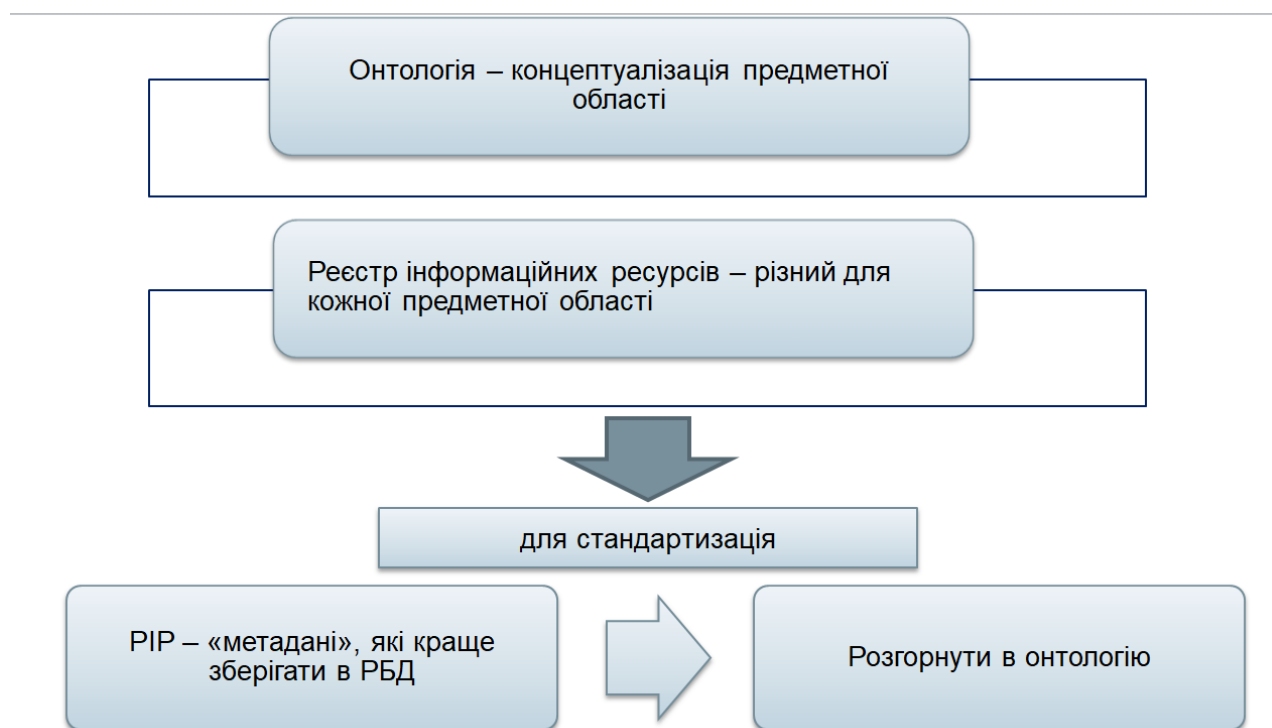 Онтологія – концептуалізація предметної
області
Реєстр інформаційних ресурсів – різний для
кожної предметної області
для стандартизація
РІР – «метадані», які краще
зберігати в РБД
Розгорнути в онтологію